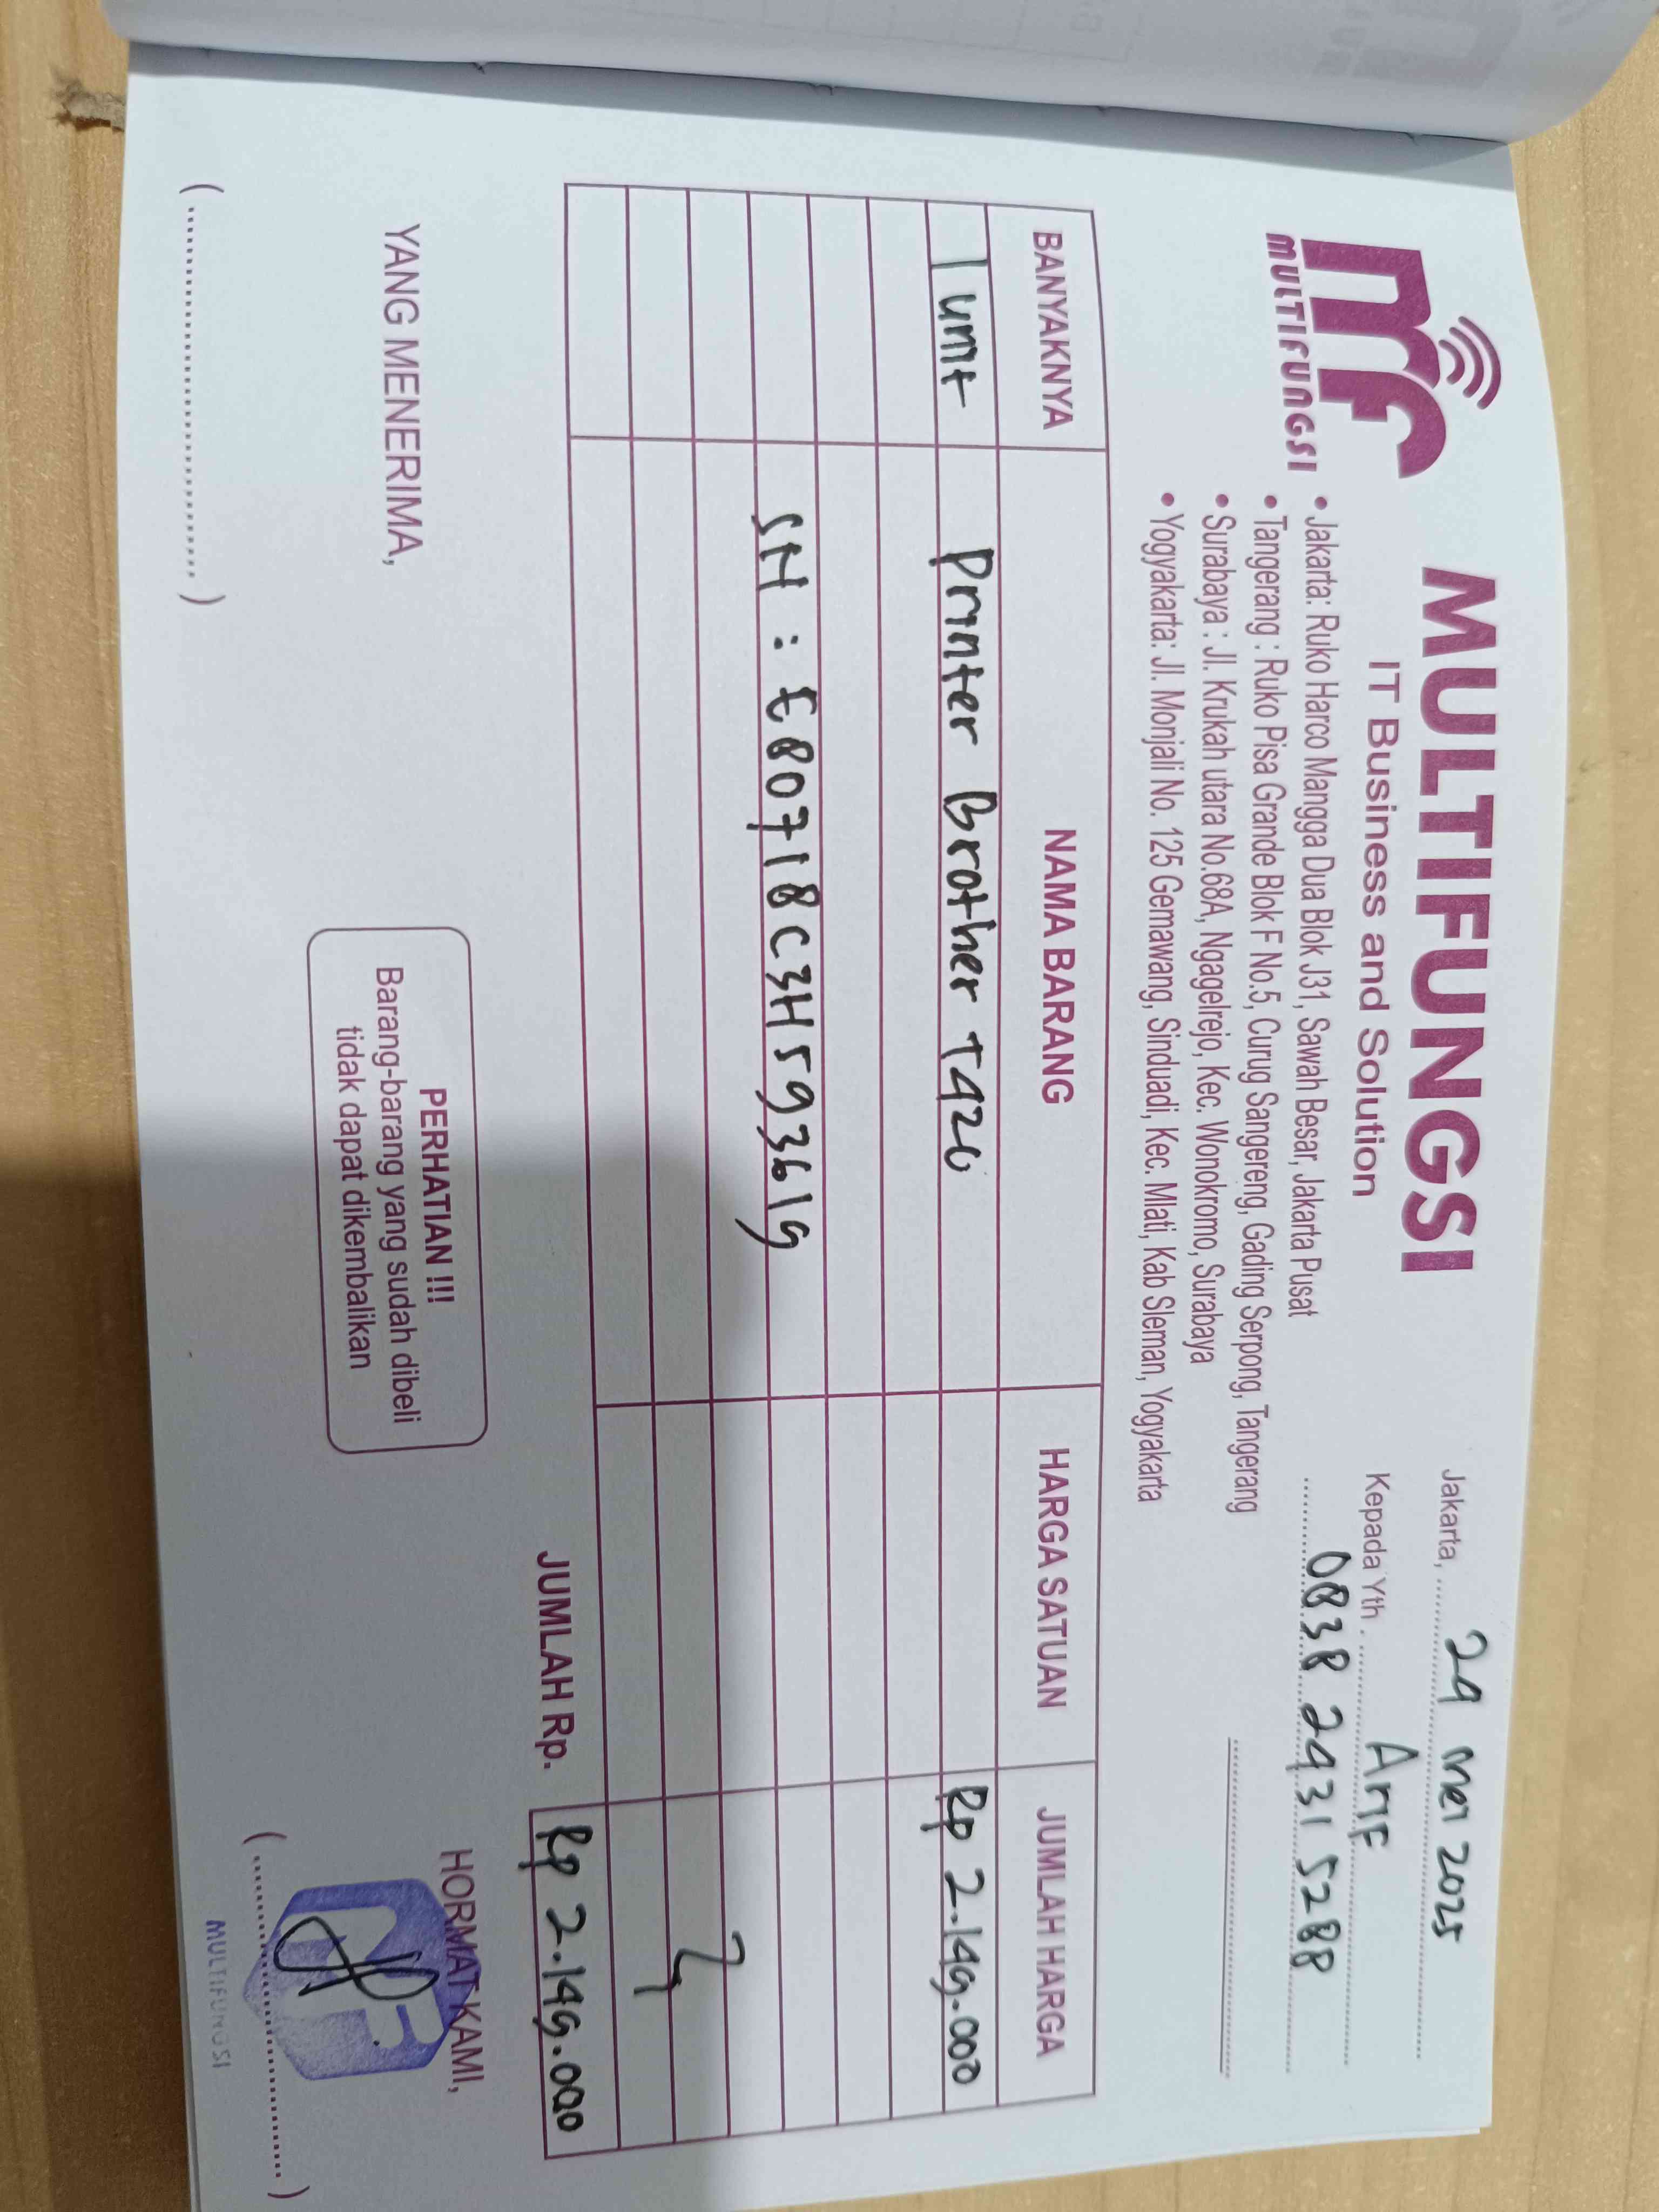 MULTIFUNGSI
MULTIFUNGSI
IT Business and Solution
• Jakarta: Ruko Harco Mangga Dua Blok J31, Sawah Besar, Jakarta Pusat
• Tangerang : Ruko Pisa Grande Blok F No.5, Curug Sangereng, Gading Serpong, Tangerang
• Surabaya : Jl. Krukah utara No.68A, Ngagelrejo, Kec. Wonokromo, Surabaya
• Yogyakarta: Jl. Monjali No. 125 Gemawang, Sinduadi, Kec. Mlati, Kab Sleman, Yogyakarta
Jakarta, 29 Mei 2025
Kepada Yth. Arif
0838 2431 5288
BANYAKNYA NAMA BARANG HARGA SATUAN JUMLAH HARGA
1 unit Printer Brother T420 Rp 2.149.000
SN : E80718C3H593619
JUMLAH Rp. Rp 2.149.000
YANG MENERIMA,
PERHATIAN !!!
Barang-barang yang sudah dibeli
tidak dapat dikembalikan
HORMAT KAMI,
MF
MULTIFUNGSI